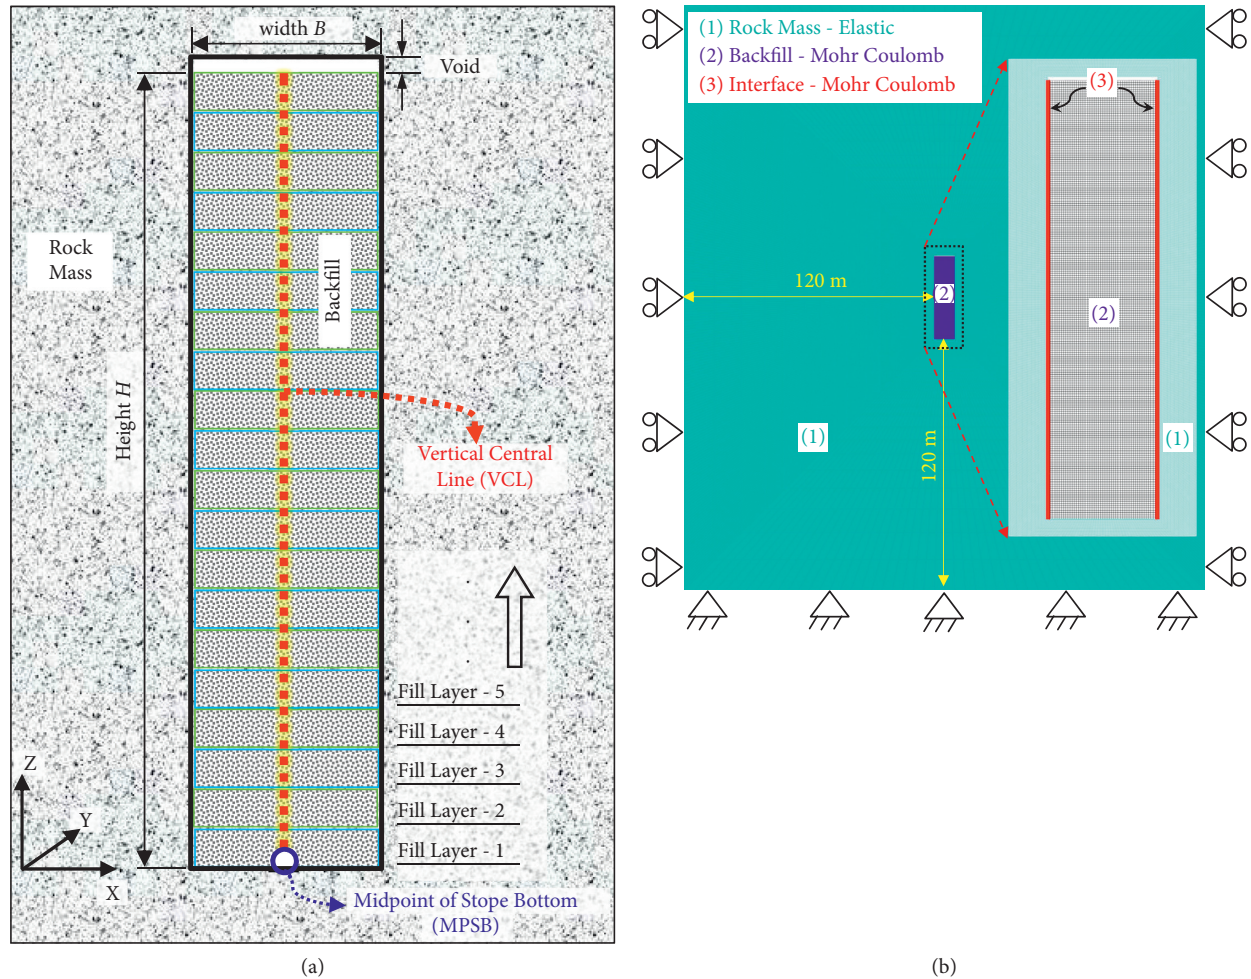 width B
Void
Rock
Mass
Backfill
Height H
Vertical Central
Line (VCL)
Fill Layer - 5
Fill Layer - 4
Fill Layer - 3
Fill Layer - 2
Fill Layer - 1
Z
Y
X
Midpoint of Stope Bottom
(MPSB)
(a)
(1) Rock Mass - Elastic
(2) Backfill - Mohr Coulomb
(3) Interface - Mohr Coulomb
(3)
120 m
(2)
(2)
(1)
(1)
120 m
(b)